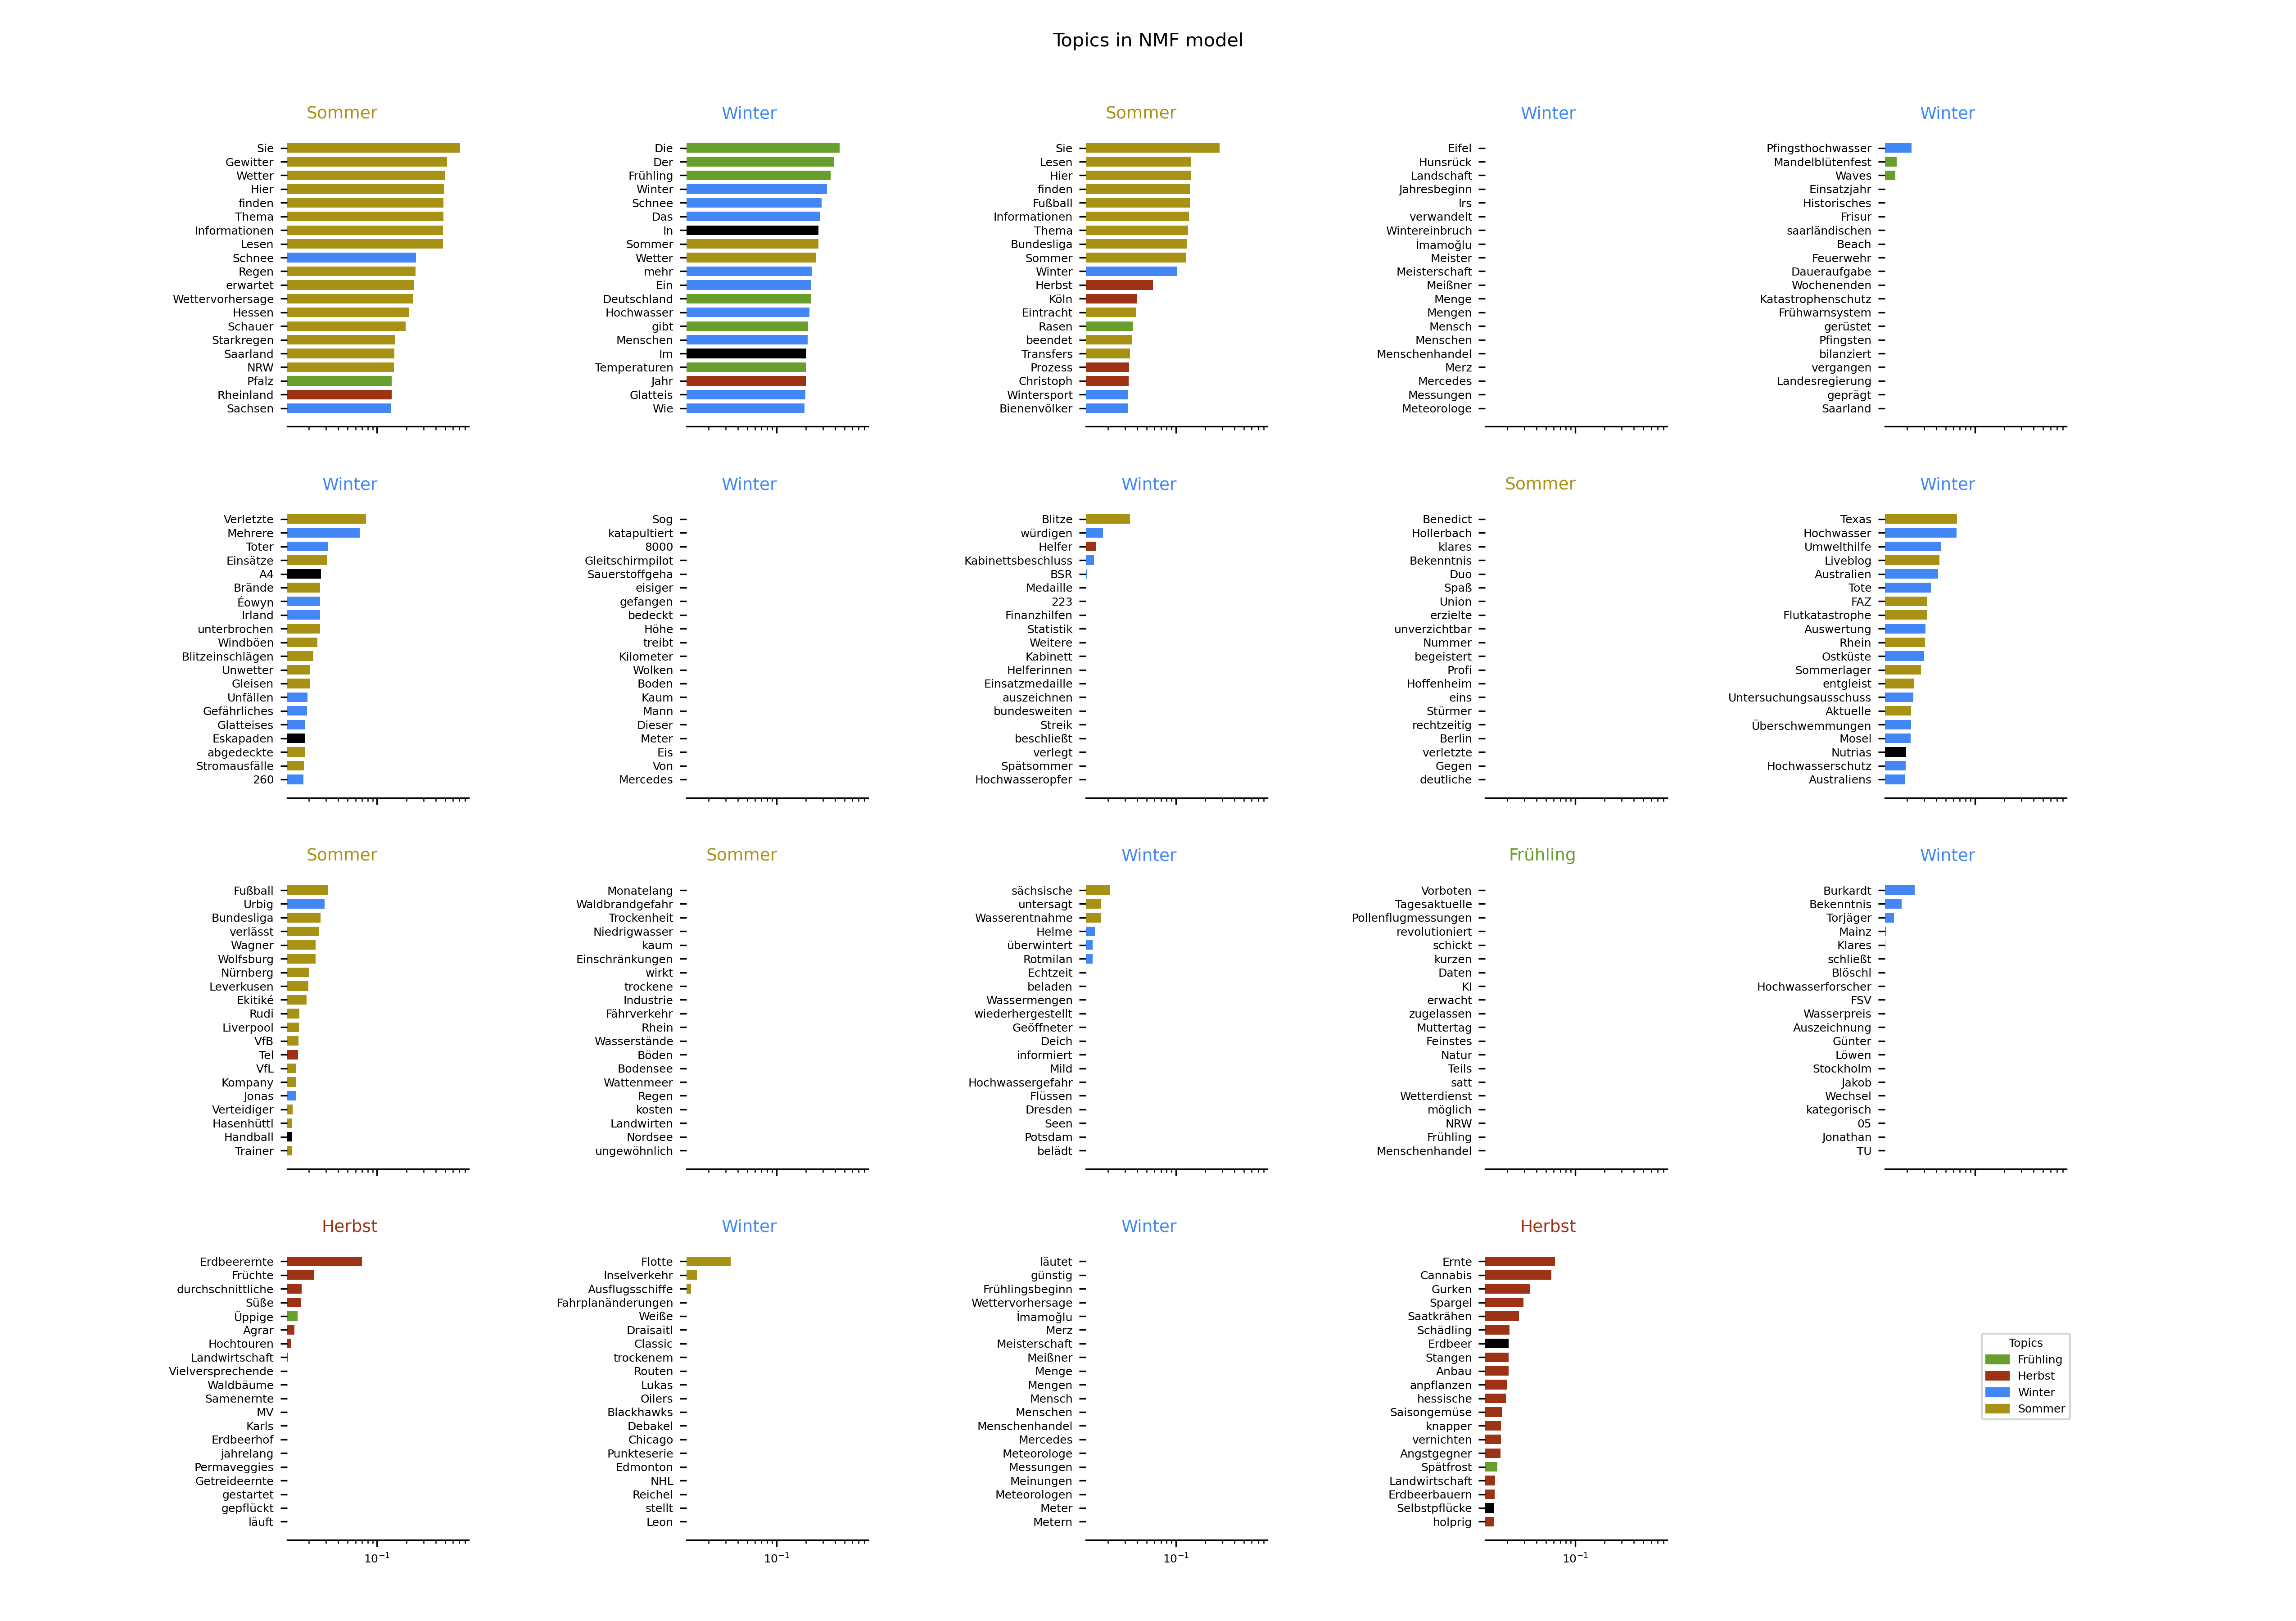 Topics in NMF model
Sommer
Sie
Gewitter
Wetter
Hier
finden
Thema
Informationen
Lesen
Schnee
Regen
erwartet
Wettervorhersage
Hessen
Schauer
Starkregen
Saarland
NRW
Pfalz
Rheinland
Sachsen
Winter
Die
Der
Frühling
Winter
Schnee
Das
In
Sommer
Wetter
mehr
Ein
Deutschland
Hochwasser
gibt
Menschen
Im
Temperaturen
Jahr
Glatteis
Wie
Sommer
Sie
Lesen
Hier
finden
Fußball
Informationen
Thema
Bundesliga
Sommer
Winter
Herbst
Köln
Eintracht
Rasen
beendet
Transfers
Prozess
Christoph
Wintersport
Bienenvölker
Winter
Eifel
Hunsrück
Landschaft
Jahresbeginn
Irs
verwandelt
Wintereinbruch
İmamoğlu
Meister
Meisterschaft
Meißner
Menge
Mengen
Mensch
Menschen
Menschenhandel
Merz
Mercedes
Messungen
Meteorologe
Winter
Pfingsthochwasser
Mandelblütenfest
Waves
Einsatzjahr
Historisches
Frisur
saarländischen
Beach
Feuerwehr
Daueraufgabe
Wochenenden
Katastrophenschutz
Frühwarnsystem
gerüstet
Pfingsten
bilanziert
vergangen
Landesregierung
geprägt
Saarland
Winter
Verletzte
Mehrere
Toter
Einsätze
A4
Brände
Éowyn
Irland
unterbrochen
Windböen
Blitzeinschlägen
Unwetter
Gleisen
Unfällen
Gefährliches
Glatteises
Eskapaden
abgedeckte
Stromausfälle
260
Winter
Sog
katapultiert
8000
Gleitschirmpilot
Sauerstoffgeha
eisiger
gefangen
bedeckt
Höhe
treibt
Kilometer
Wolken
Boden
Kaum
Mann
Dieser
Meter
Eis
Von
Mercedes
Winter
Blitze
würdigen
Helfer
Kabinettsbeschluss
BSR
Medaille
223
Finanzhilfen
Statistik
Weitere
Kabinett
Helferinnen
Einsatzmedaille
auszeichnen
bundesweiten
Streik
beschließt
verlegt
Spätsommer
Hochwasseropfer
Sommer
Benedict
Hollerbach
klares
Bekenntnis
Duo
Spaß
Union
erzielte
unverzichtbar
Nummer
begeistert
Profi
Hoffenheim
eins
Stürmer
rechtzeitig
Berlin
verletzte
Gegen
deutliche
Winter
Texas
Hochwasser
Umwelthilfe
Liveblog
Australien
Tote
FAZ
Flutkatastrophe
Auswertung
Rhein
Ostküste
Sommerlager
entgleist
Untersuchungsausschuss
Aktuelle
Überschwemmungen
Mosel
Nutrias
Hochwasserschutz
Australiens
Sommer
Fußball
Urbig
Bundesliga
verlässt
Wagner
Wolfsburg
Nürnberg
Leverkusen
Ekitiké
Rudi
Liverpool
VfB
Tel
VfL
Kompany
Jonas
Verteidiger
Hasenhüttl
Handball
Trainer
Sommer
Monatelang
Waldbrandgefahr
Trockenheit
Niedrigwasser
kaum
Einschränkungen
wirkt
trockene
Industrie
Fährverkehr
Rhein
Wasserstände
Böden
Bodensee
Wattenmeer
Regen
kosten
Landwirten
Nordsee
ungewöhnlich
Winter
sächsische
untersagt
Wasserentnahme
Helme
überwintert
Rotmilan
Echtzeit
beladen
Wassermengen
wiederhergestellt
Geöffneter
Deich
informiert
Mild
Hochwassergefahr
Flüssen
Dresden
Seen
Potsdam
belädt
Frühling
Vorboten
Tagesaktuelle
Pollenflugmessungen
revolutioniert
schickt
kurzen
Daten
KI
erwacht
zugelassen
Muttertag
Feinstes
Natur
Teils
satt
Wetterdienst
möglich
NRW
Frühling
Menschenhandel
Winter
Burkardt
Bekenntnis
Torjäger
Mainz
Klares
schließt
Blöschl
Hochwasserforscher
FSV
Wasserpreis
Auszeichnung
Günter
Löwen
Stockholm
Jakob
Wechsel
kategorisch
05
Jonathan
TU
Herbst
Erdbeerernte
Früchte
durchschnittliche
Süße
Üppige
Agrar
Hochtouren
Landwirtschaft
Vielversprechende
Waldbäume
Samenernte
MV
Karls
Erdbeerhof
jahrelang
Permaveggies
Getreideernte
gestartet
gepflückt
läuft
10⁻¹
Winter
Flotte
Inselverkehr
Ausflugsschiffe
Fahrplanänderungen
Weiße
Draisaitl
Classic
trockenem
Routen
Lukas
Oilers
Blackhawks
Debakel
Chicago
Punkteserie
Edmonton
NHL
Reichel
stellt
Leon
10⁻¹
Winter
läutet
günstig
Frühlingsbeginn
Wettervorhersage
İmamoğlu
Merz
Meisterschaft
Meißner
Menge
Mengen
Mensch
Menschen
Menschenhandel
Mercedes
Meteorologe
Messungen
Meinungen
Meteorologen
Meter
Metern
10⁻¹
Herbst
Ernte
Cannabis
Gurken
Spargel
Saatkrähen
Schädling
Erdbeer
Stangen
Anbau
anpflanzen
hessische
Saisongemüse
knapper
vernichten
Angstgegner
Spätfrost
Landwirtschaft
Erdbeerbauern
Selbstpflücke
holprig
10⁻¹
Topics
Frühling
Herbst
Winter
Sommer